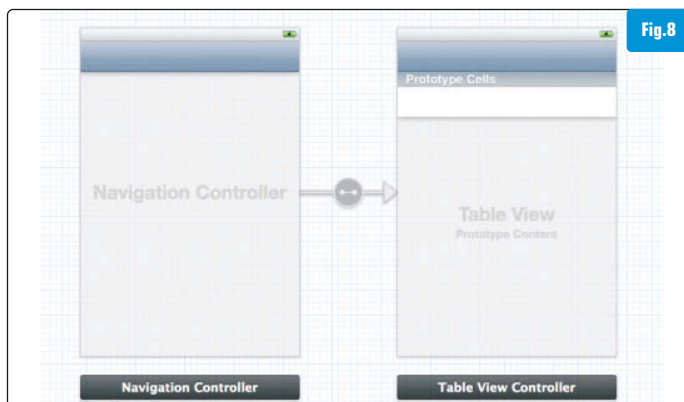 Fig.8
Prototype Cells
Navigation Controller
Table View
Prototype Content
Navigation Controller
Table View Controller